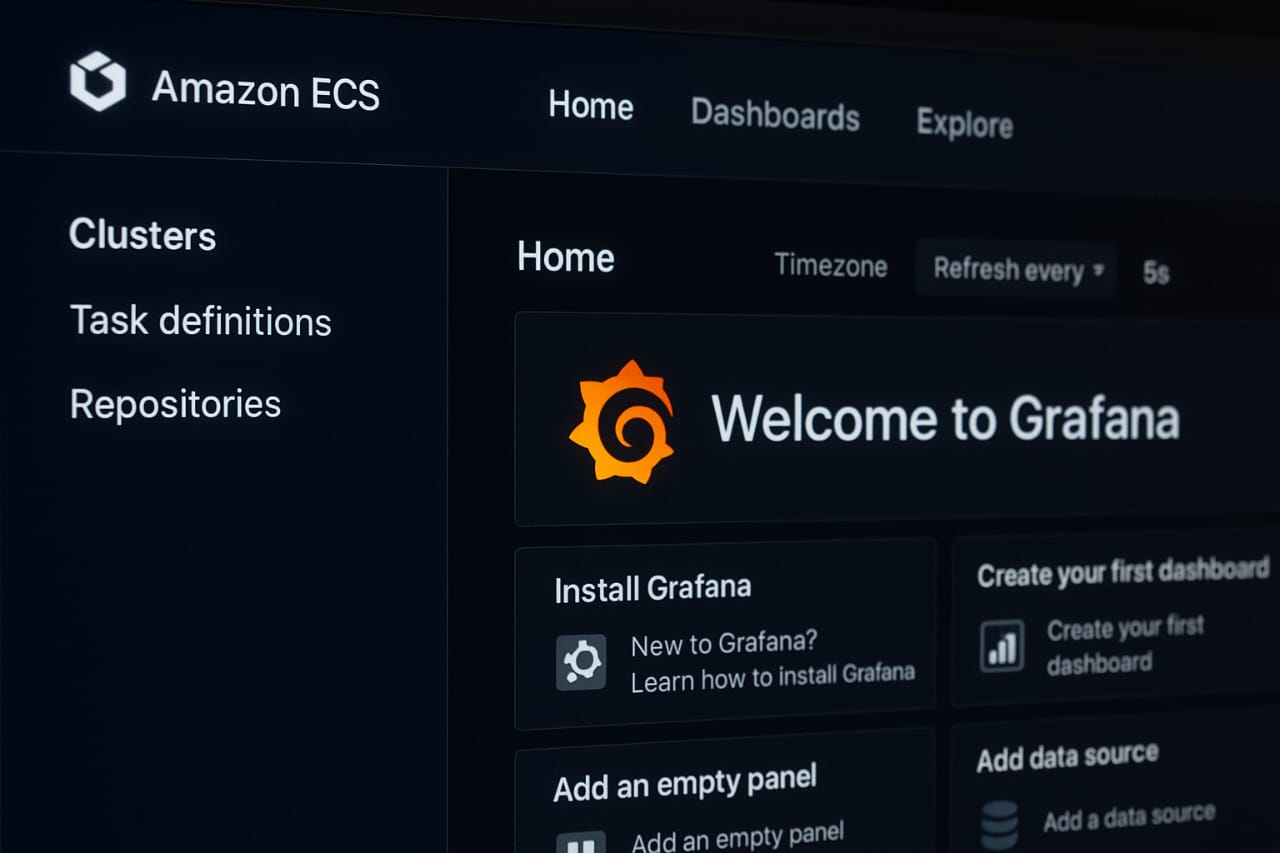 Amazon ECS
Home
Dashboards
Explore
Clusters
Task definitions
Repositories
Home
Timezone
Refresh every
5s
Welcome to Grafana
Install Grafana
New to Grafana?
Learn how to install Grafana
Create your first dashboard
Create your first
dashboard
Add an empty panel
Add an empty panel
Add data source
Add a data source